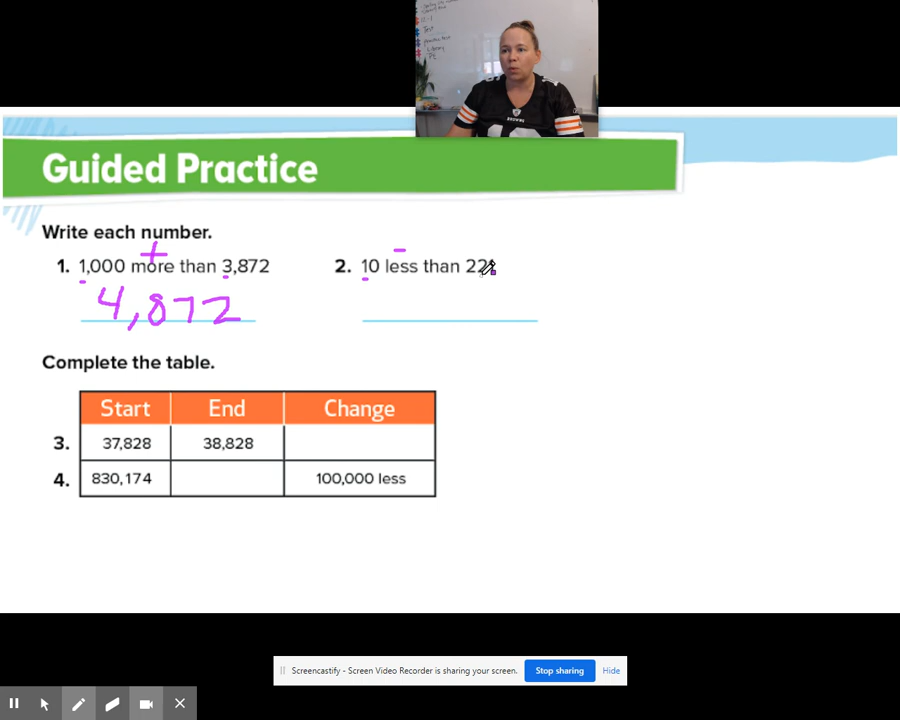 Guided Practice
Write each number.
1. 1,000 more than 3,872
+
4,872
2. 10 less than 221
-
Complete the table.
Start End Change
3. 37,828 38,828
4. 830,174 100,000 less
BROWNS
Screencastify - Screen Video Recorder is sharing your screen. Stop sharing Hide